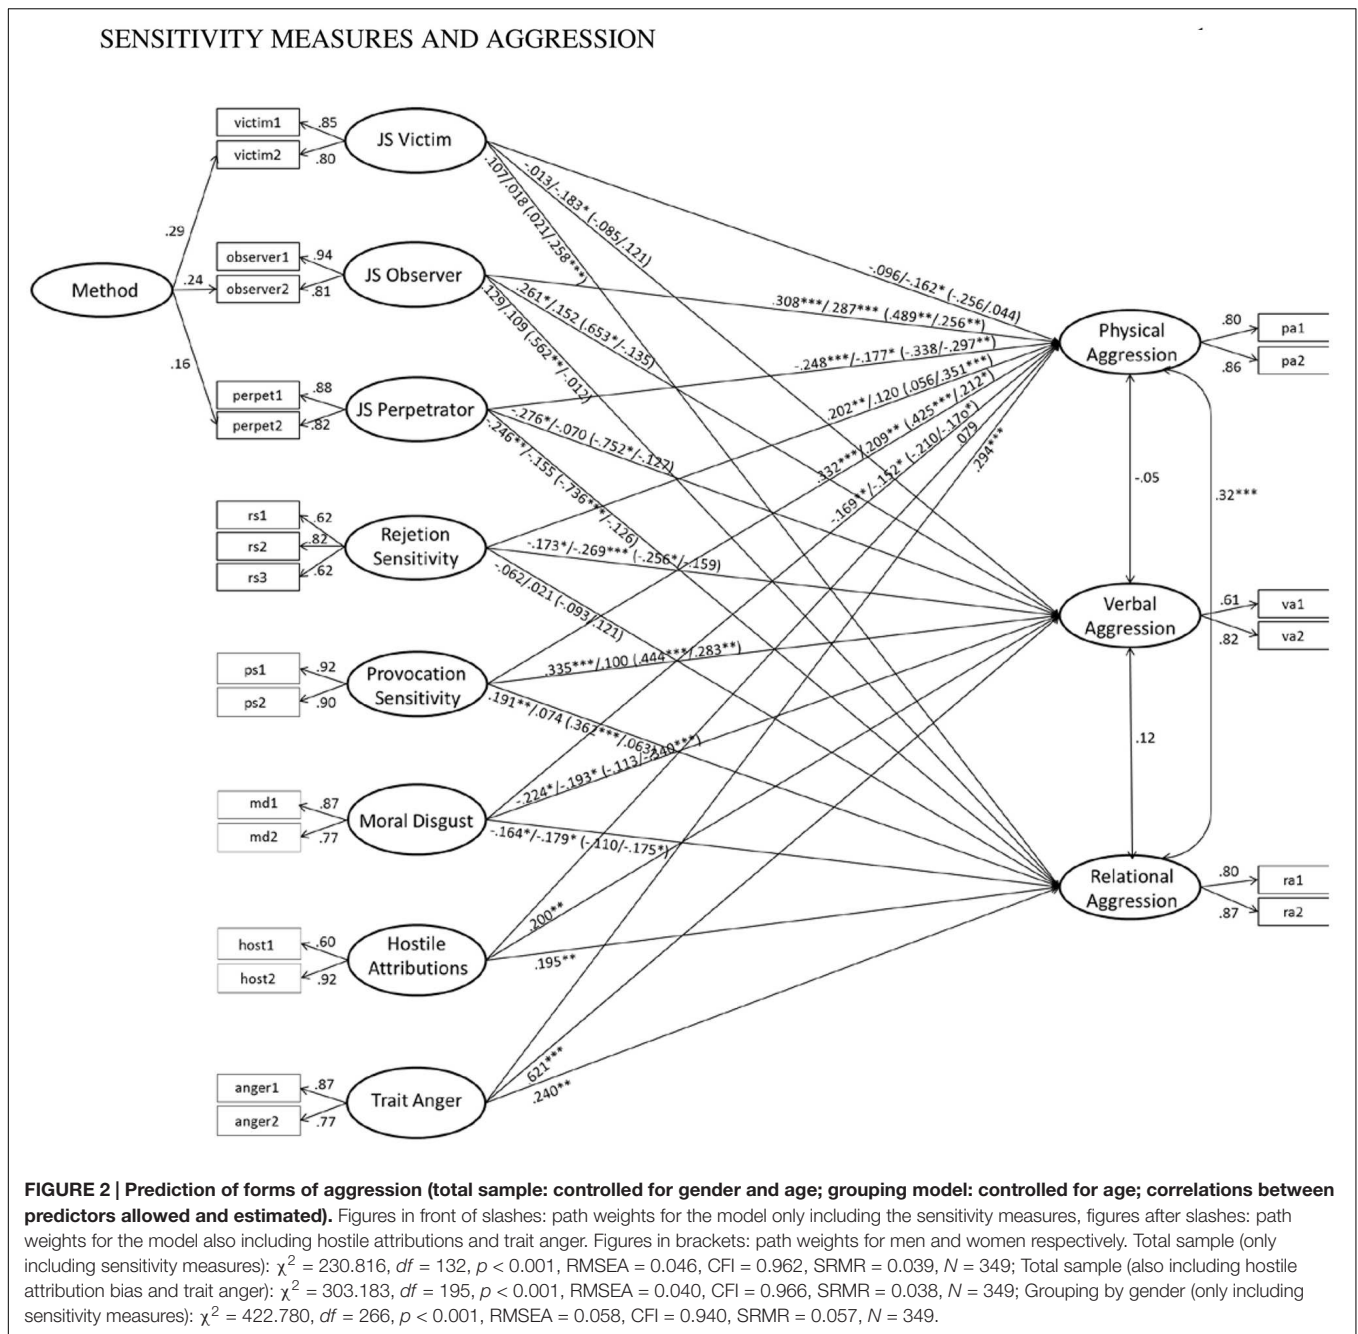 SENSITIVITY MEASURES AND AGGRESSION
victim1
.85
victim2
.80
JS Victim
.29
-.013/-.183* (-.085/.121)
.107/.018 (.021/.258***)
-.096/-.162* (-.256/.044)
Method
.24
.16
observer1
.94
observer2
.81
JS Observer
.308***/.287*** (.489**/.256**)
.261*/.152 (.653*/-.135)
.129/.109 (.562**/-.012)
perpet1
.88
perpet2
.82
JS Perpetrator
-.248***/-.177* (-.338/-.297**)
-.276*/-.070 (-.752*/-.127)
-.246**/-.155 (-.736***/-.126)
rs1
.62
rs2
.82
rs3
.62
Rejetion
Sensitivity
.202**/.120 (.056/.351***)
-.173*/-.269*** (-.256*/-.159)
-.062/.021 (-.093/.121)
ps1
.92
ps2
.90
Provocation
Sensitivity
.332***/.209** (.425***/.212*)
.335***/.100 (.444***/.283**)
.191**/.074 (.362***/.063)
md1
.87
md2
.77
Moral Disgust
-.169**/-.152* (-.210/-.170*)
-.224*/-.193* (-.113/-.340***)
-.164*/-.179* (-.110/-.175*)
host1
.60
host2
.92
Hostile
Attributions
.079
.200**
.195**
anger1
.87
anger2
.77
Trait Anger
.294***
.621***
.240**
Physical
Aggression
.80
pa1
.86
pa2
-.05
.32***
Verbal
Aggression
.61
va1
.82
va2
.12
Relational
Aggression
.80
ra1
.87
ra2
FIGURE 2 | Prediction of forms of aggression (total sample: controlled for gender and age; grouping model: controlled for age; correlations between
predictors allowed and estimated). Figures in front of slashes: path weights for the model only including the sensitivity measures, figures after slashes: path
weights for the model also including hostile attributions and trait anger. Figures in brackets: path weights for men and women respectively. Total sample (only
including sensitivity measures): χ² = 230.816, df = 132, p < 0.001, RMSEA = 0.046, CFI = 0.962, SRMR = 0.039, N = 349; Total sample (also including hostile
attribution bias and trait anger): χ² = 303.183, df = 195, p < 0.001, RMSEA = 0.040, CFI = 0.966, SRMR = 0.038, N = 349; Grouping by gender (only including
sensitivity measures): χ² = 422.780, df = 266, p < 0.001, RMSEA = 0.058, CFI = 0.940, SRMR = 0.057, N = 349.